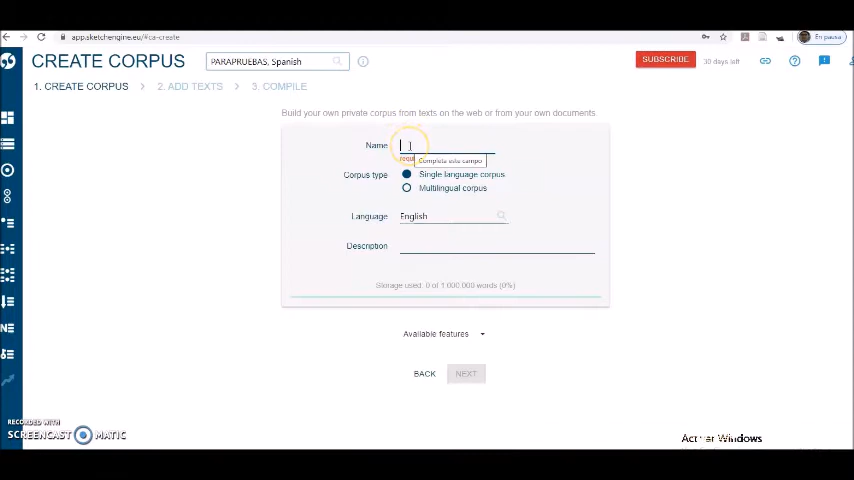 app.sketchengine.eu/#ca-create
En pausa
CREATE CORPUS
PARAPRUEBAS, Spanish
SUBSCRIBE
30 days left
1. CREATE CORPUS
2. ADD TEXTS
3. COMPILE
Build your own private corpus from texts on the web or from your own documents.
Name
Completa este campo
Corpus type
Single language corpus
Multilingual corpus
Language
English
Description
Storage used: 0 of 1,000,000 words (0%)
Available features
BACK
NEXT
RECORDED WITH
SCREENCAST MATIC
Windows